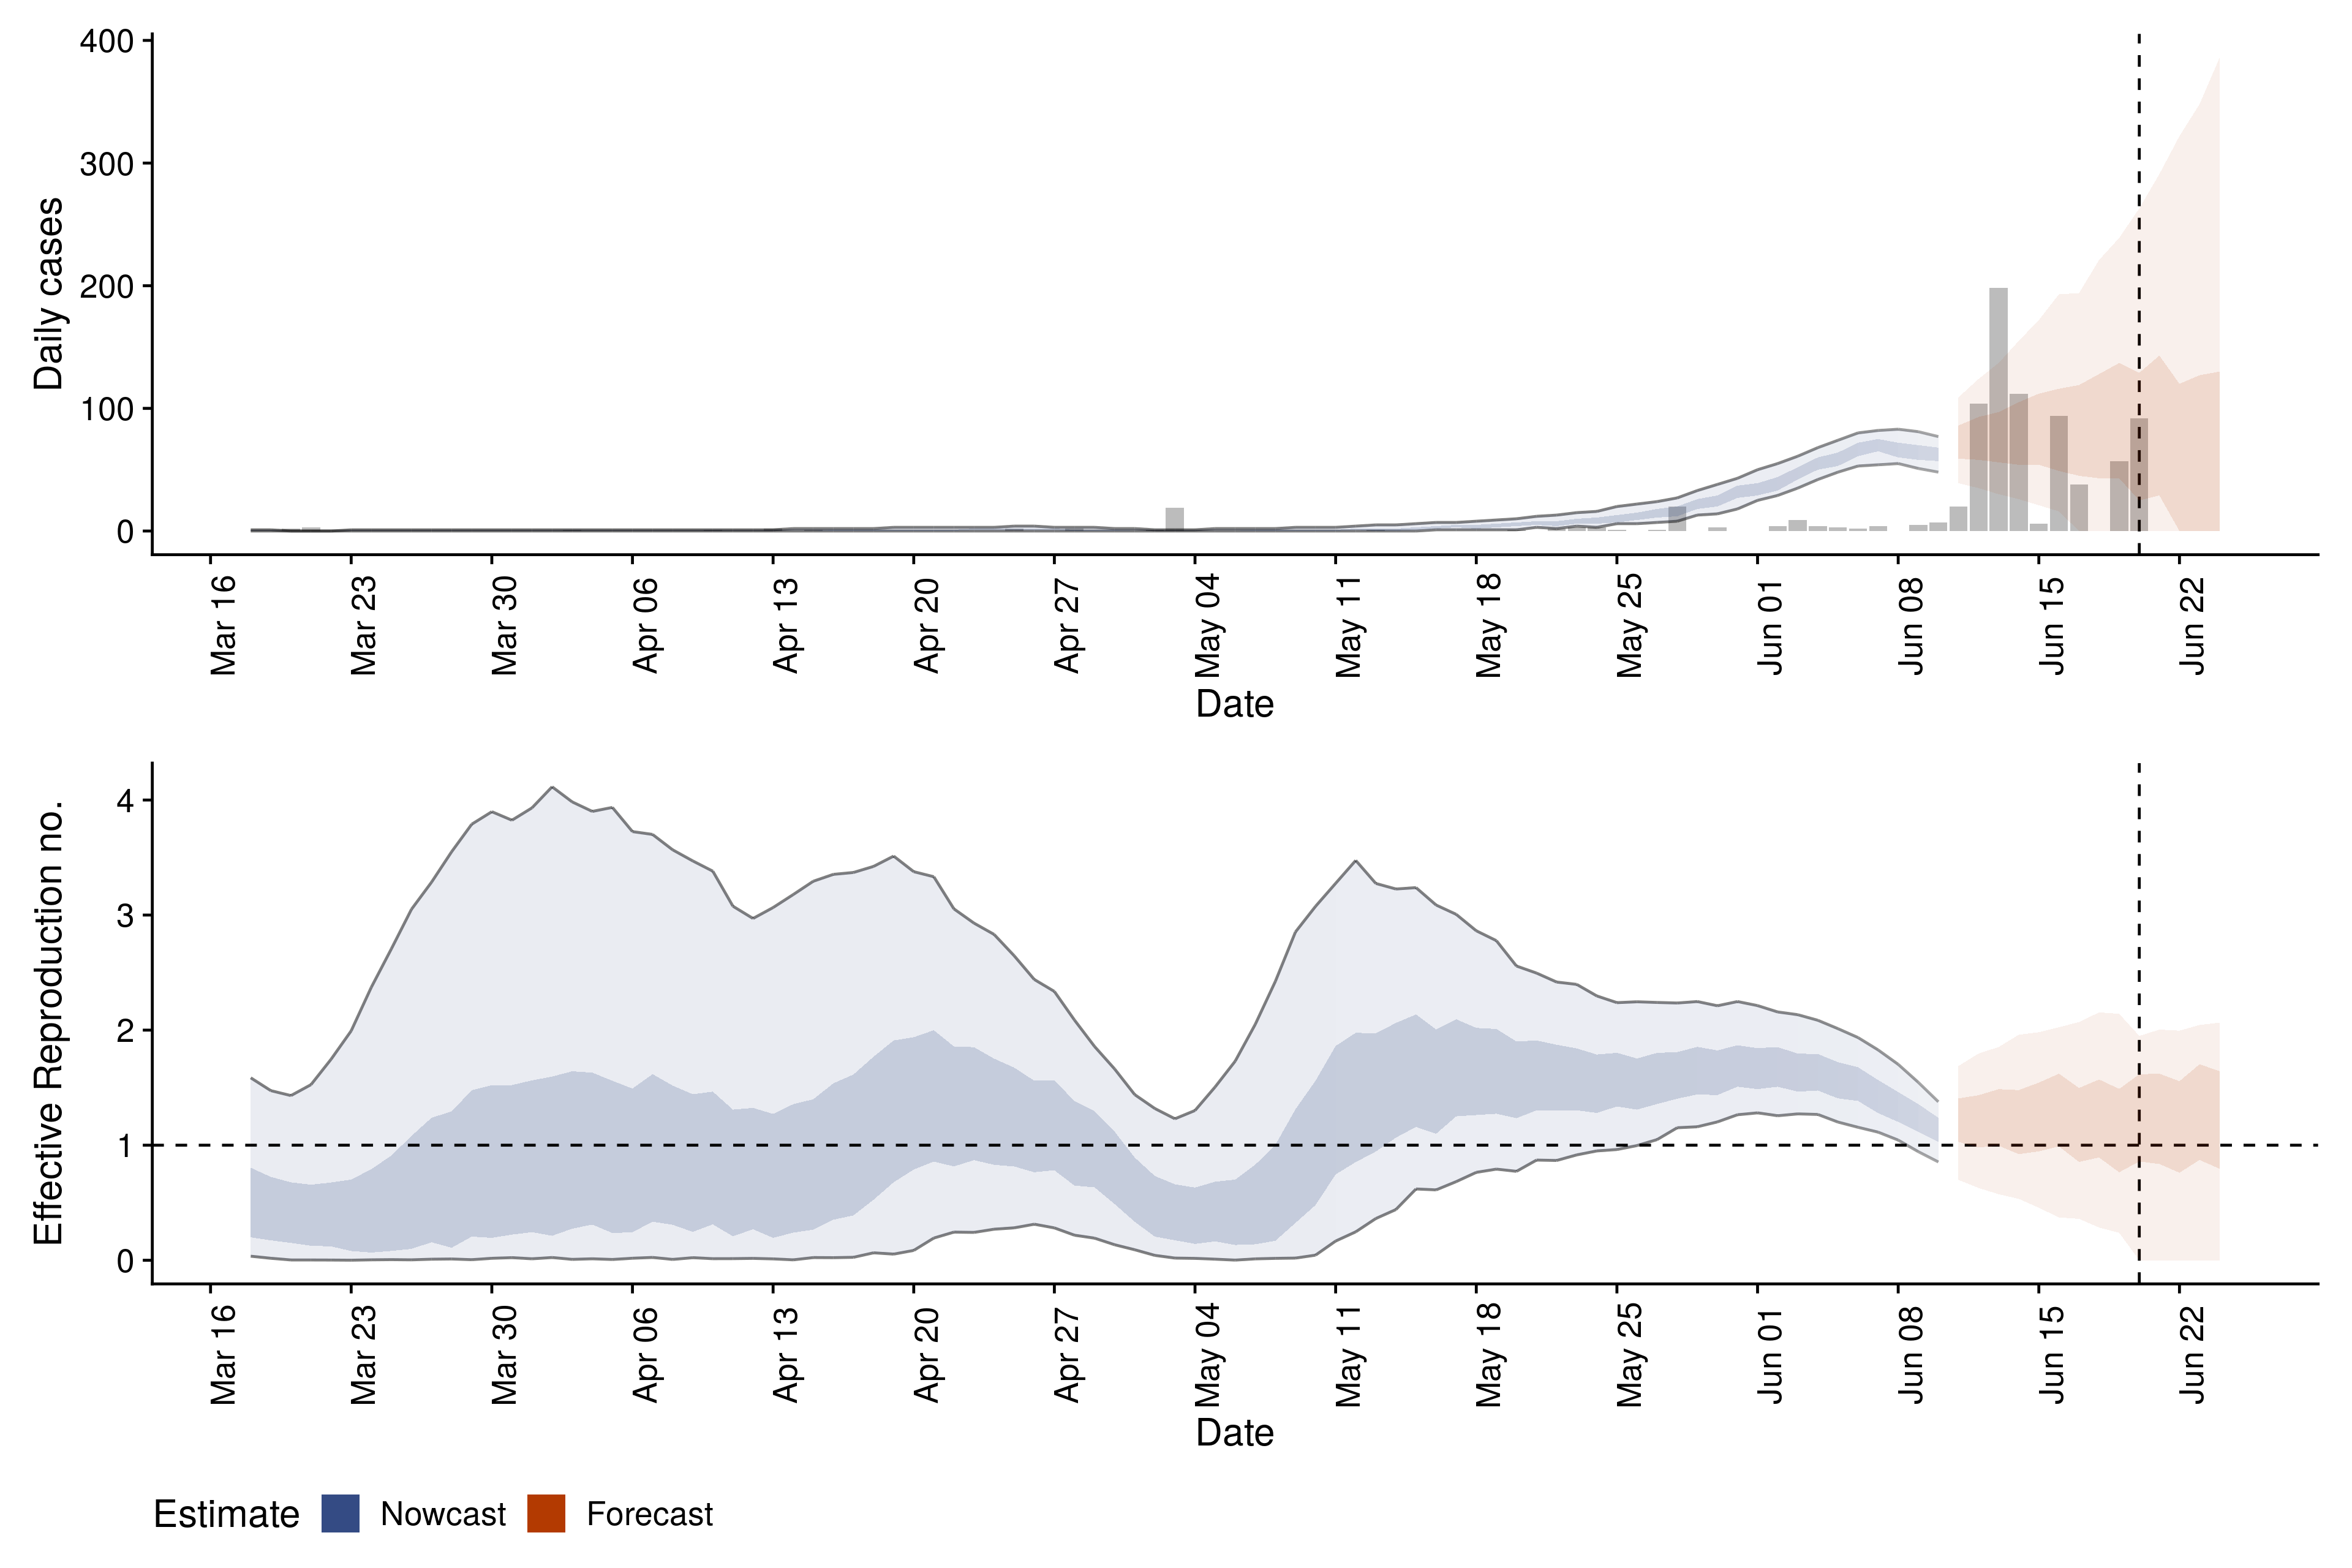 400
300
200
100
0
Daily cases
Mar 16
Mar 23
Mar 30
Apr 06
Apr 13
Apr 20
Apr 27
May 04
May 11
May 18
May 25
Jun 01
Jun 08
Jun 15
Jun 22
Date
4
3
2
1
0
Effective Reproduction no.
Mar 16
Mar 23
Mar 30
Apr 06
Apr 13
Apr 20
Apr 27
May 04
May 11
May 18
May 25
Jun 01
Jun 08
Jun 15
Jun 22
Date
Estimate Nowcast Forecast